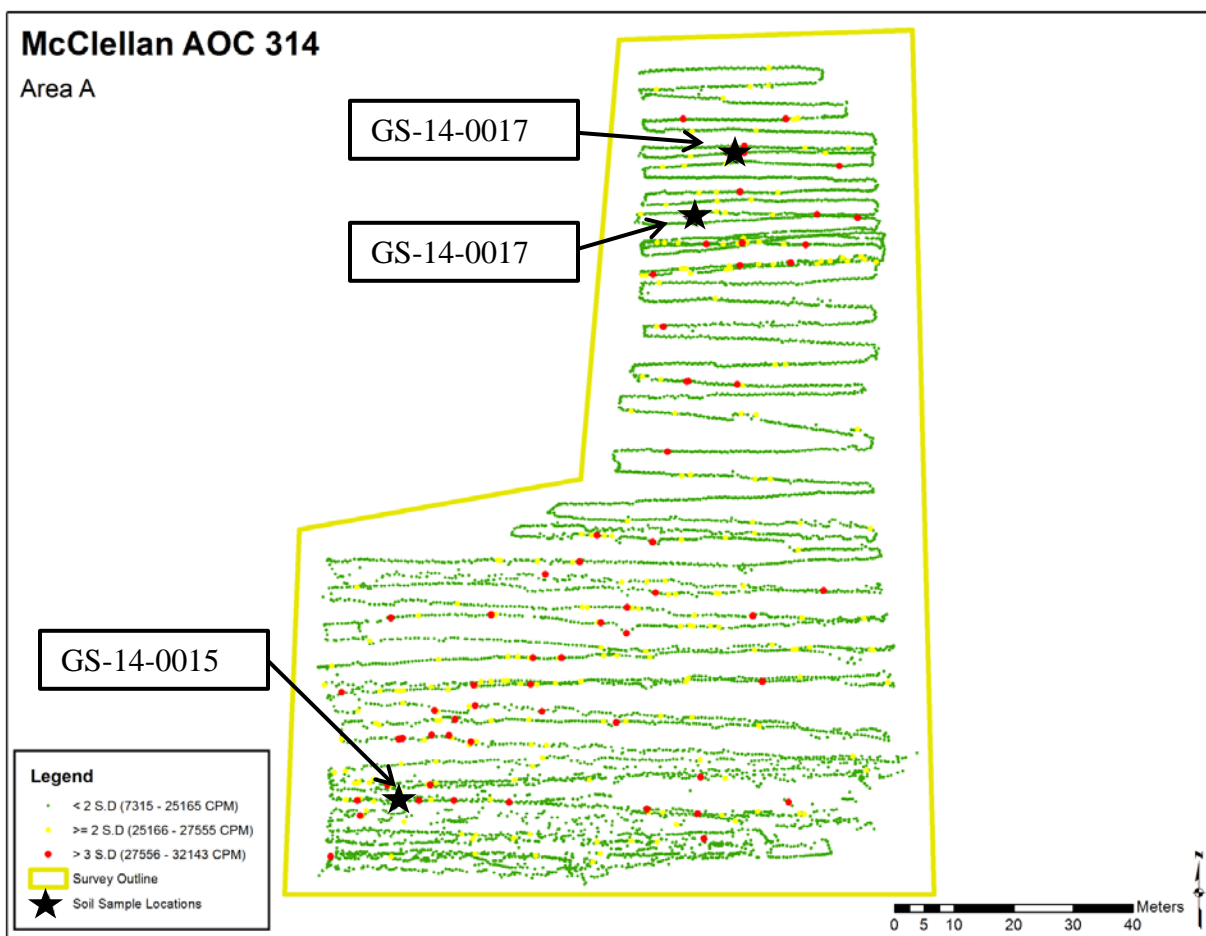 McClellan AOC 314
Area A
GS-14-0017
GS-14-0017
GS-14-0015
Legend
< 2 S.D (7315 - 25165 CPM)
>= 2 S.D (25166 - 27555 CPM)
> 3 S.D (27556 - 32143 CPM)
Survey Outline
Soil Sample Locations
N
Meters
0 5 10 20 30 40